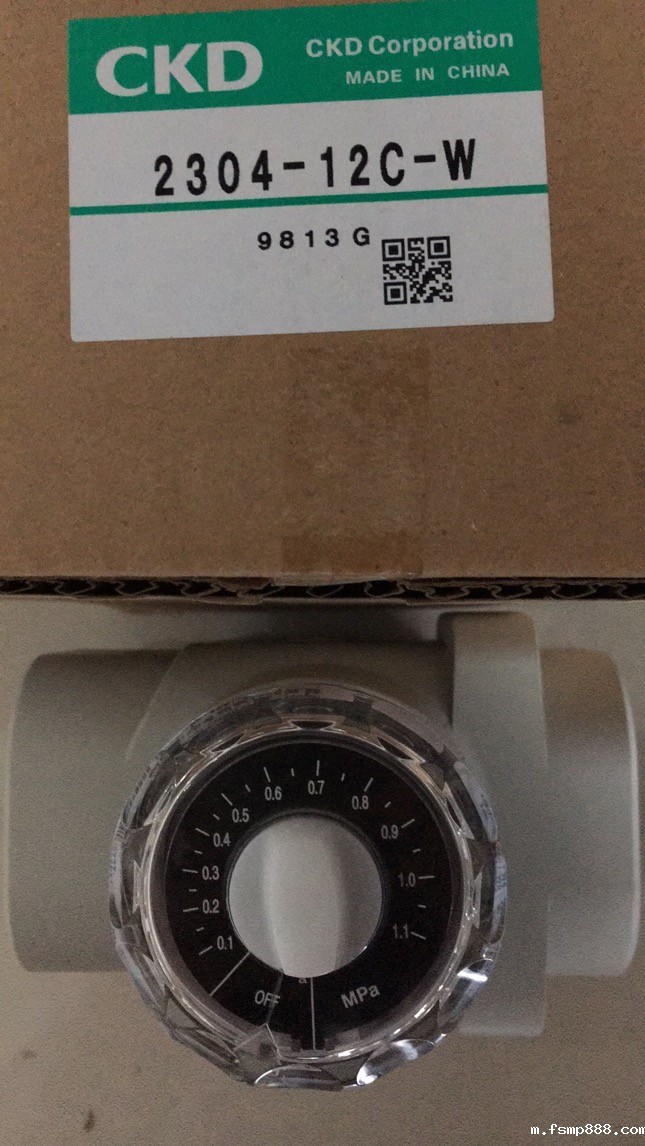 CKD
CKD Corporation
MADE IN CHINA
2304-12C-W
9813G
0.1
0.2
0.3
0.4
0.5
0.6
0.7
0.8
0.9
1.0
1.1
OFF
MPa
m.fsmp888.com